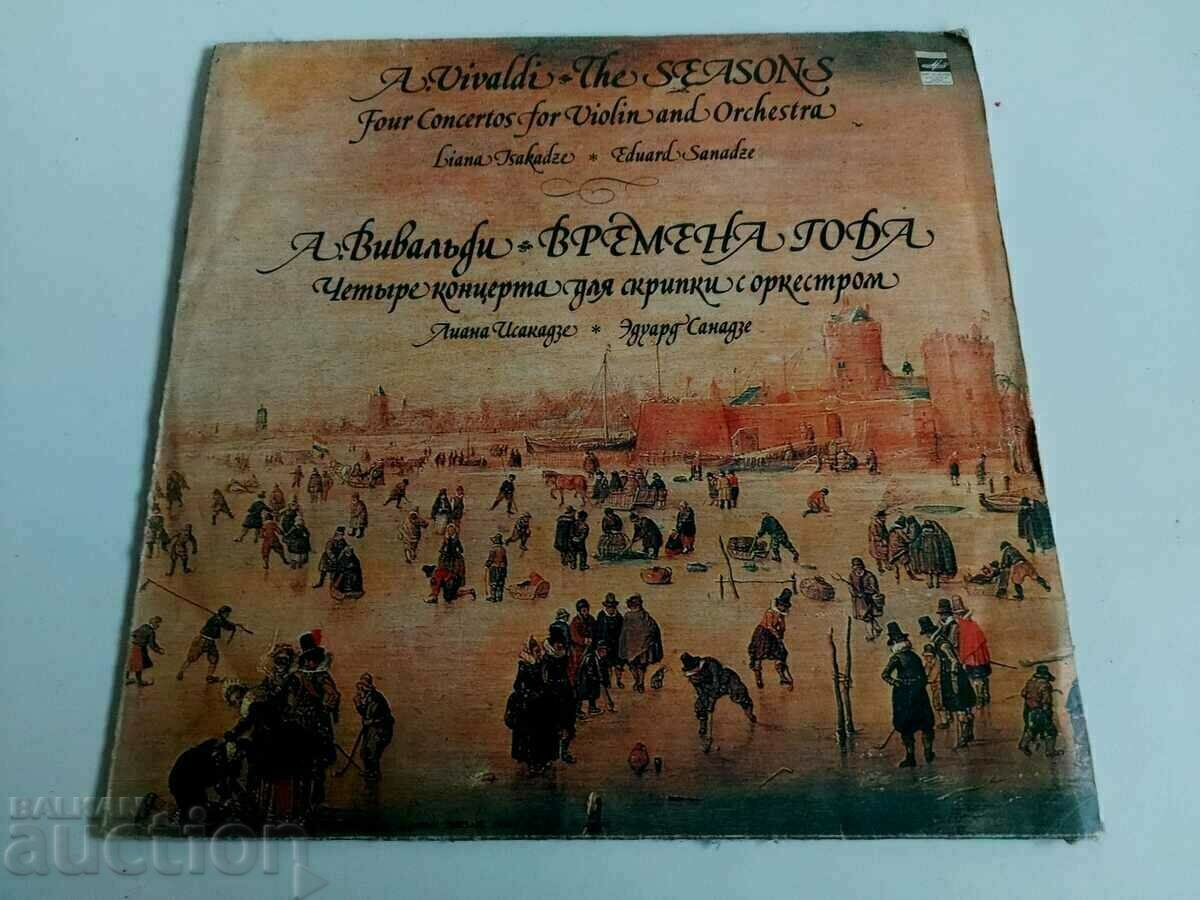 A. Vivaldi * The SEASONS
Four Concertos for Violin and Orchestra
Liana Isakadze * Eduard Sanadze
А. Вивальди * ВРЕМЕНА ГОДА
Четыре концерта для скрипки с оркестром
Лиана Исакадзе * Эдуард Санадзе
BALKAN
auction